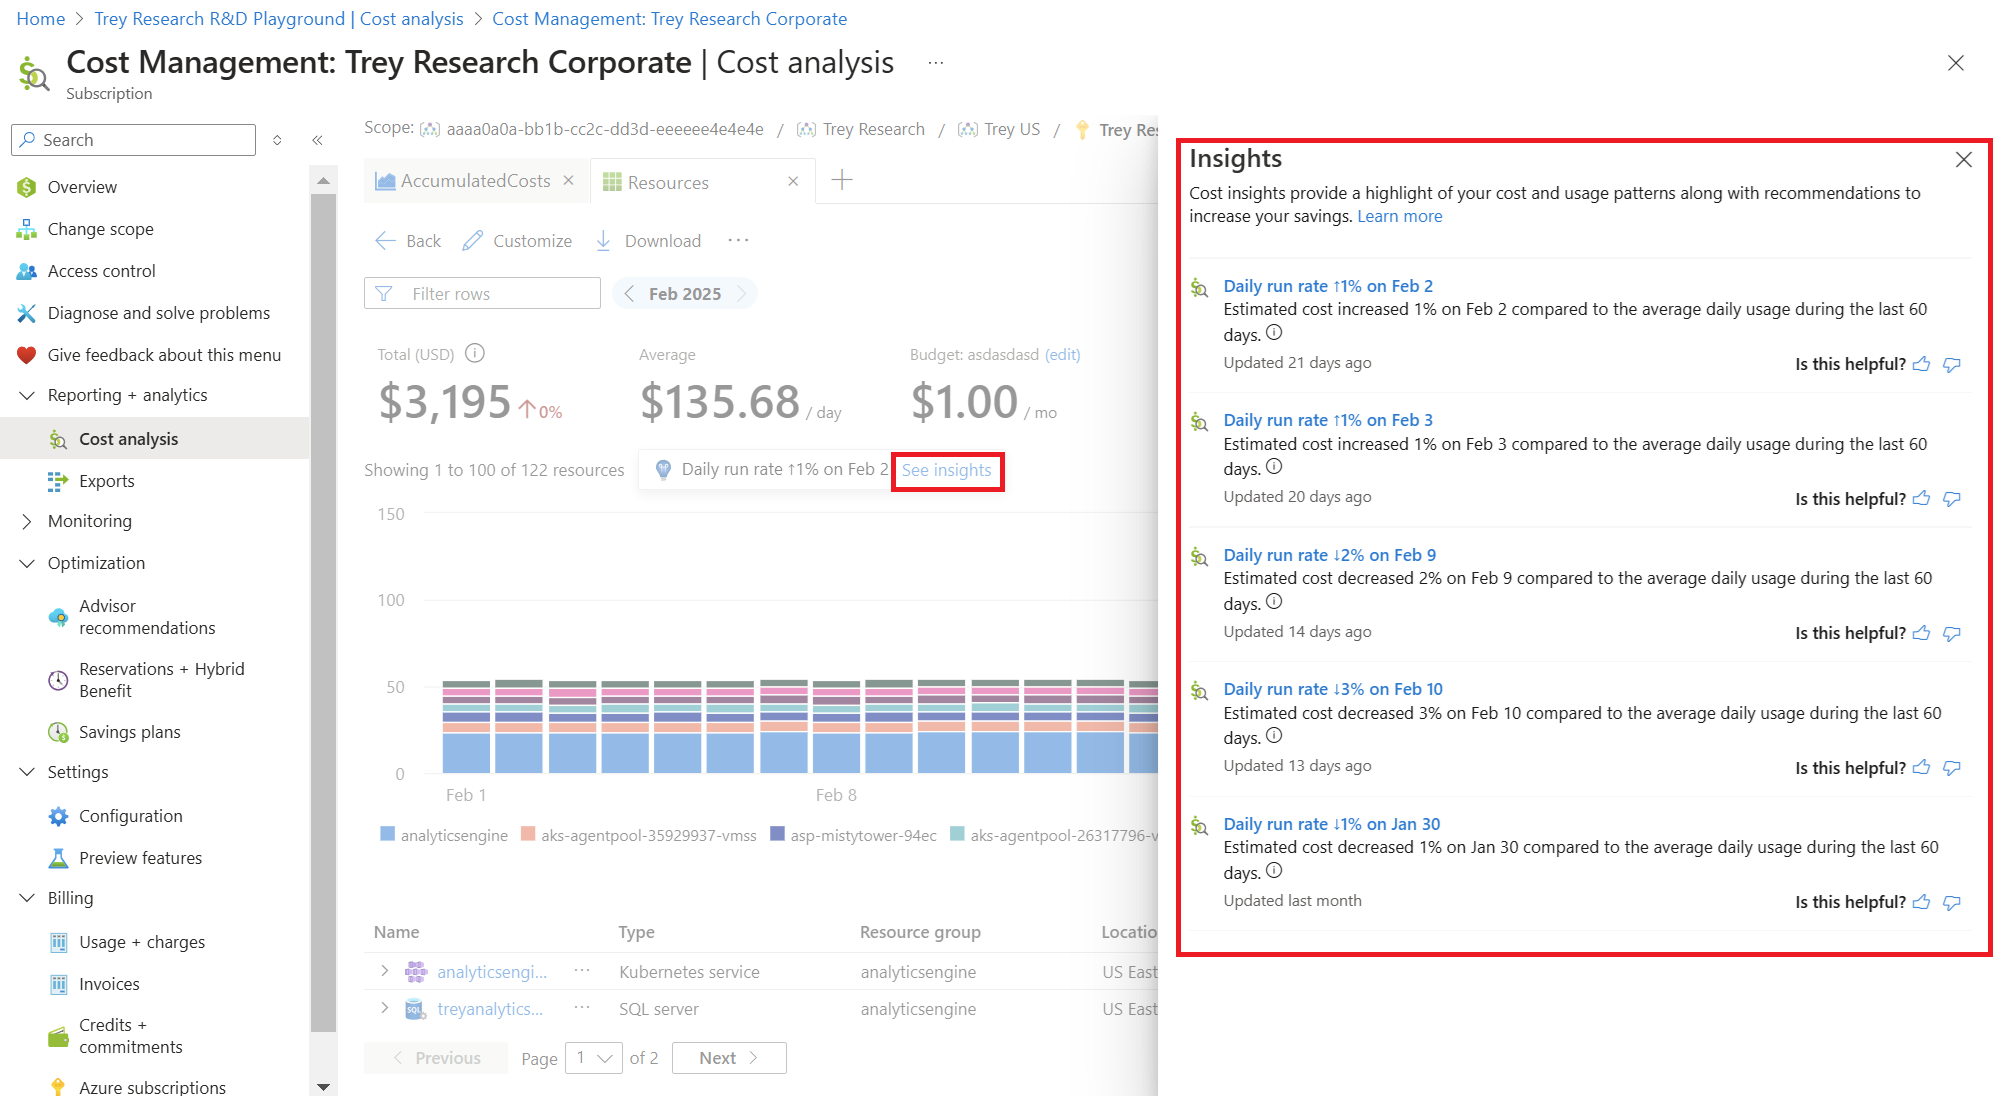 Home > Trey Research R&D Playground | Cost analysis > Cost Management: Trey Research Corporate
Cost Management: Trey Research Corporate | Cost analysis ...
Subscription
Search
Overview
Change scope
Access control
Diagnose and solve problems
Give feedback about this menu
Reporting + analytics
Cost analysis
Exports
Monitoring
Optimization
Advisor
recommendations
Reservations + Hybrid
Benefit
Savings plans
Settings
Configuration
Preview features
Billing
Usage + charges
Invoices
Credits +
commitments
Azure subscriptions
Scope: aaaa0a0a-bb1b-cc2c-dd3d-eeeeee4e4e4e / Trey Research / Trey US / Trey Res
AccumulatedCosts
Resources
Back Customize Download ...
Filter rows
Feb 2025
Total (USD)
$3,195 ↑0%
Average
$135.68 / day
Budget: asdasdasd (edit)
$1.00 / mo
Showing 1 to 100 of 122 resources
Daily run rate ↑1% on Feb 2 See insights
150
100
50
0
Feb 1 Feb 8
analyticsengine aks-agentpool-35929937-vmss asp-mistytower-94ec aks-agentpool-26317796-v
Name Type Resource group Locatio
analyticsengi... ... Kubernetes service analyticsengine US East
SQL
treyanalytics... ... SQL server analyticsengine US East
Previous Page 1 of 2 Next
Insights
Cost insights provide a highlight of your cost and usage patterns along with recommendations to
increase your savings. Learn more
Daily run rate ↑1% on Feb 2
Estimated cost increased 1% on Feb 2 compared to the average daily usage during the last 60
days.
Updated 21 days ago
Is this helpful?
Daily run rate ↑1% on Feb 3
Estimated cost increased 1% on Feb 3 compared to the average daily usage during the last 60
days.
Updated 20 days ago
Is this helpful?
Daily run rate ↓2% on Feb 9
Estimated cost decreased 2% on Feb 9 compared to the average daily usage during the last 60
days.
Updated 14 days ago
Is this helpful?
Daily run rate ↓3% on Feb 10
Estimated cost decreased 3% on Feb 10 compared to the average daily usage during the last 60
days.
Updated 13 days ago
Is this helpful?
Daily run rate ↓1% on Jan 30
Estimated cost decreased 1% on Jan 30 compared to the average daily usage during the last 60
days.
Updated last month
Is this helpful?